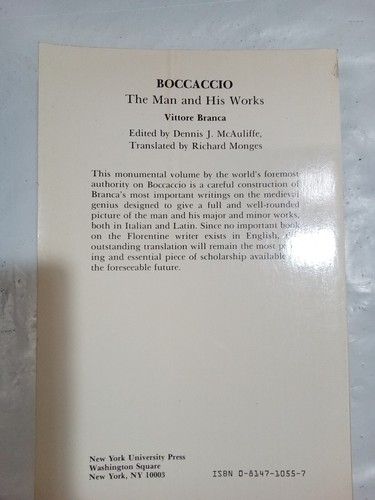 BOCCACCIO
The Man and His Works
Vittore Branca
Edited by Dennis J. McAuliffe,
Translated by Richard Monges
This monumental volume by the world's foremost
authority on Boccaccio is a careful construction of
Branca's most important writings on the medieval
genius designed to give a full and well-rounded
picture of the man and his major and minor works,
both in Italian and Latin. Since no important book
on the Florentine writer exists in English,
outstanding translation will remain the most
ing and essential piece of scholarship available
the foreseeable future.
New York University Press
Washington Square
New York, NY 10003
ISBN 0-8147-1055-7